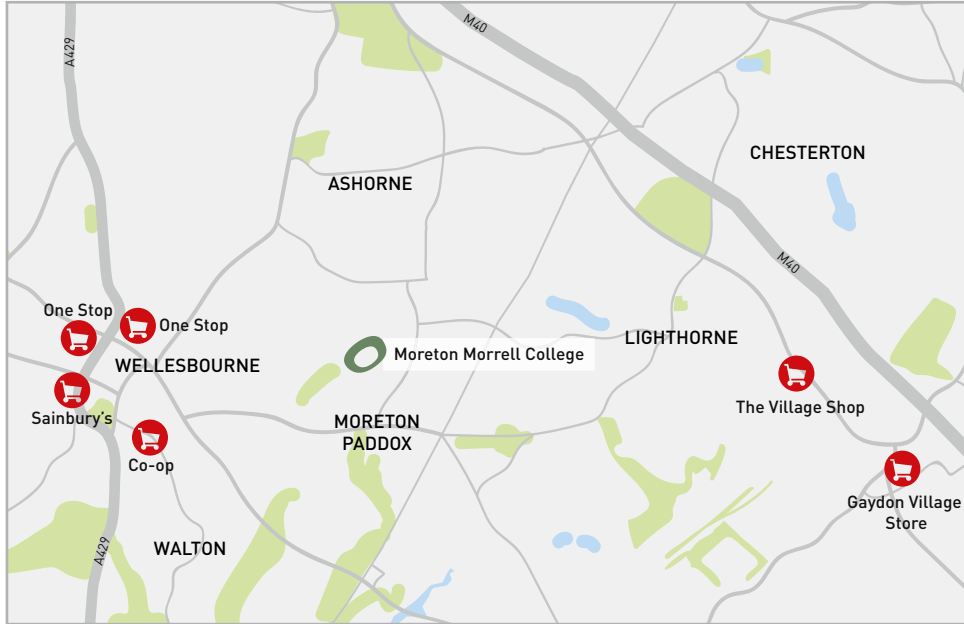 A429
M40
CHESTERTON
ASHORNE
M40
One Stop
One Stop
LIGHTHORNE
Moreton Morrell College
WELLESBOURNE
The Village Shop
Sainbury's
MORETON
PADDOX
Co-op
Gaydon Village
Store
WALTON
A429